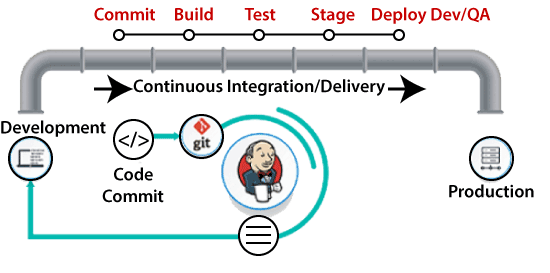 Commit Build Test Stage Deploy Dev/QA
Continuous Integration/Delivery
Development
</>
git
Code
Commit
Production